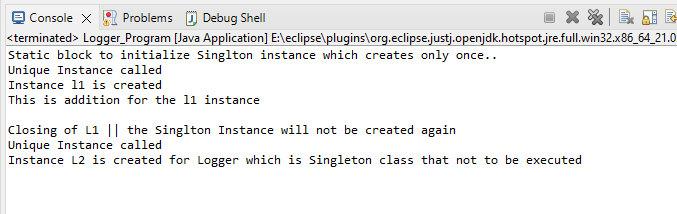 Console × Problems Debug Shell
<terminated> Logger_Program [Java Application] E:\eclipse\plugins\org.eclipse.justj.openjdk.hotspot.jre.full.win32.x86_64_21.0
Static block to initialize Singlton instance which creates only once..
Unique Instance called
Instance l1 is created
This is addition for the l1 instance
Closing of L1 || the Singlton Instance will not be created again
Unique Instance called
Instance L2 is created for Logger which is Singleton class that not to be executed